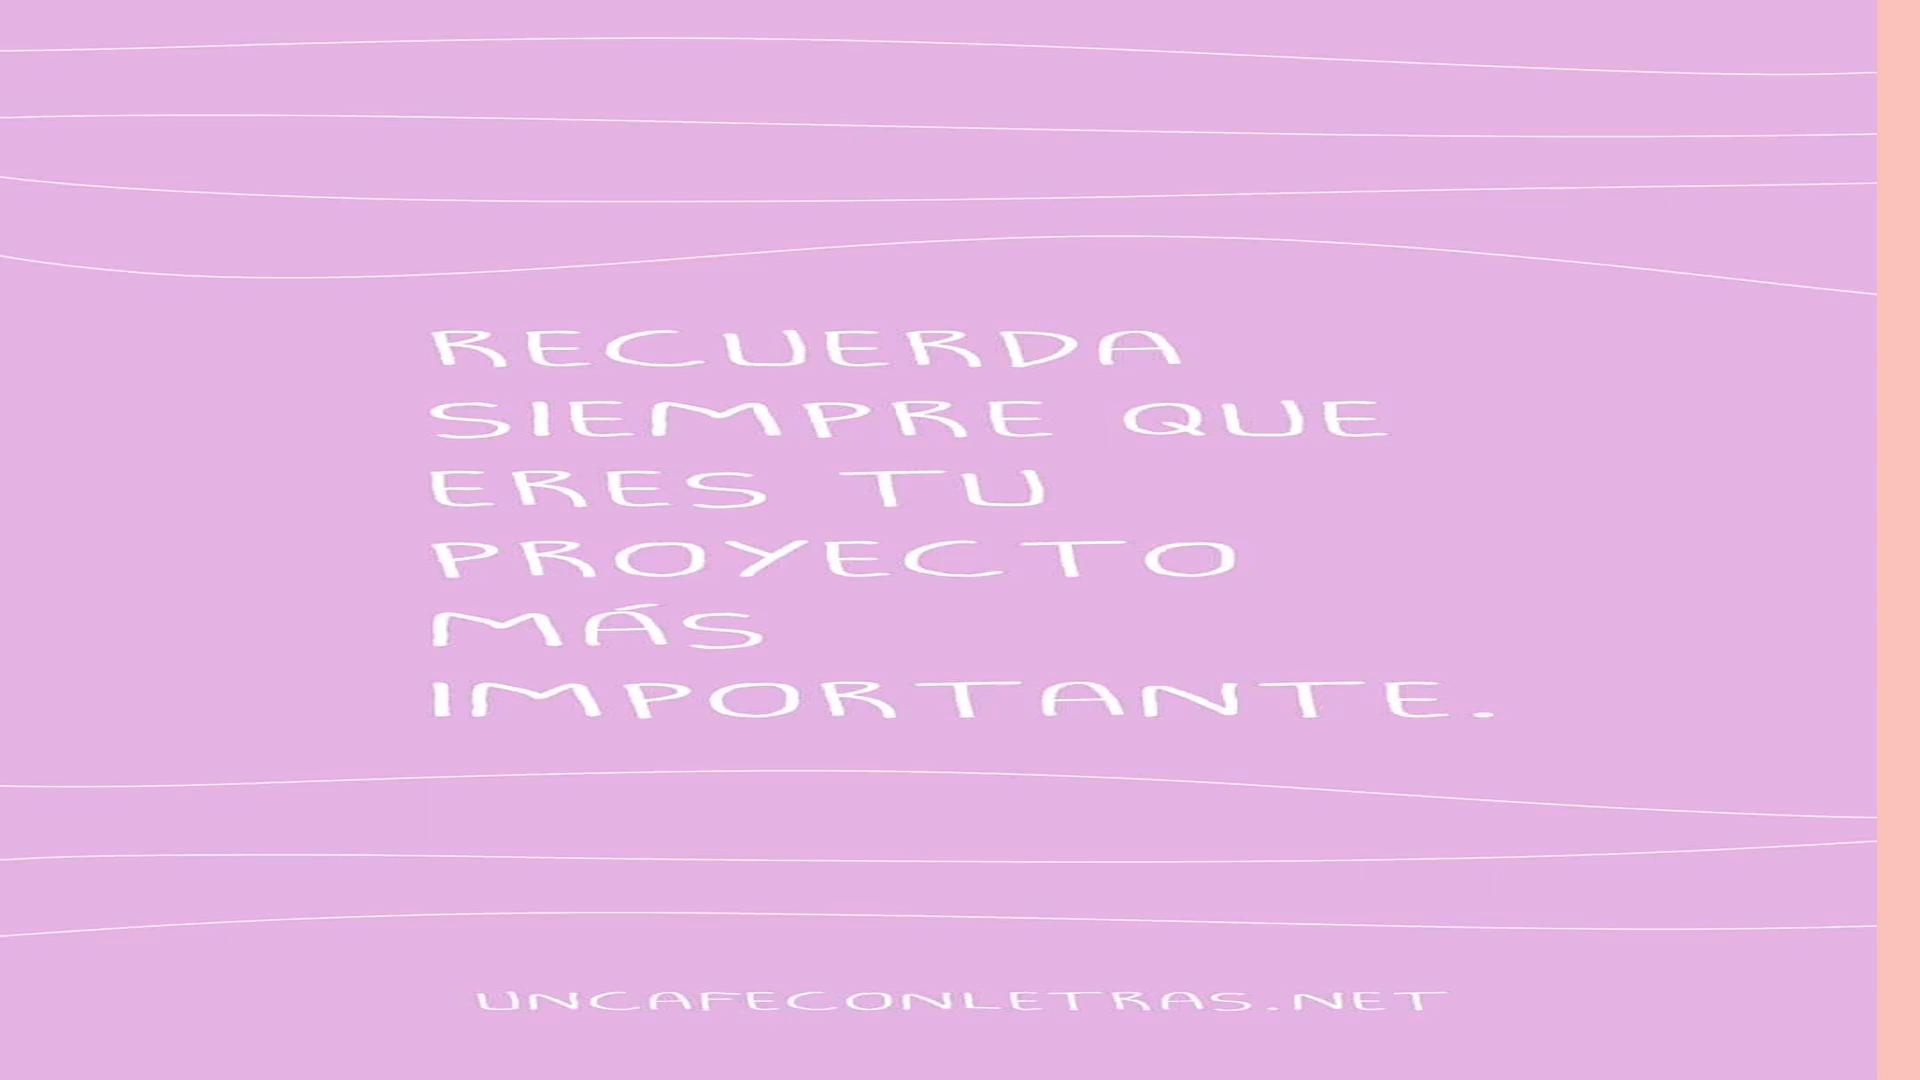 RECUERDA
SIEMPRE QUE
ERES TU
PROYECTO
MÁS
IMPORTANTE.
UNCAFECONLETRAS.NET